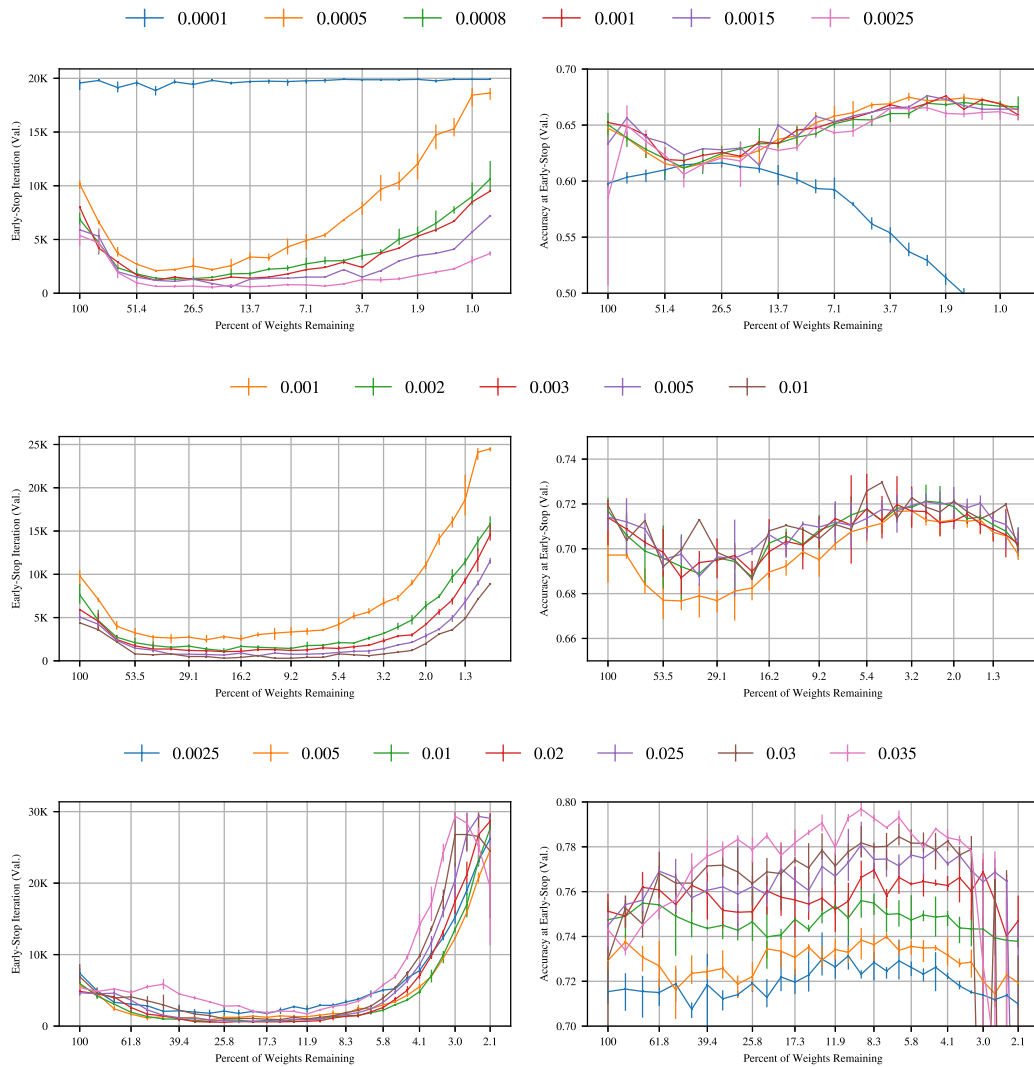 0.0001 0.0005 0.0008 0.001 0.0015 0.0025
20K
15K
10K
5K
0
Early-Stop Iteration (Val.)
100 51.4 26.5 13.7 7.1 3.7 1.9 1.0
Percent of Weights Remaining
0.70
0.65
0.60
0.55
0.50
Accuracy at Early-Stop (Val.)
100 51.4 26.5 13.7 7.1 3.7 1.9 1.0
Percent of Weights Remaining
0.001 0.002 0.003 0.005 0.01
25K
20K
15K
10K
5K
0
Early-Stop Iteration (Val.)
100 53.5 29.1 16.2 9.2 5.4 3.2 2.0 1.3
Percent of Weights Remaining
0.74
0.72
0.70
0.68
0.66
Accuracy at Early-Stop (Val.)
100 53.5 29.1 16.2 9.2 5.4 3.2 2.0 1.3
Percent of Weights Remaining
0.0025 0.005 0.01 0.02 0.025 0.03 0.035
30K
20K
10K
0
Early-Stop Iteration (Val.)
100 61.8 39.4 25.8 17.3 11.9 8.3 5.8 4.1 3.0 2.1
Percent of Weights Remaining
0.80
0.78
0.76
0.74
0.72
0.70
Accuracy at Early-Stop (Val.)
100 61.8 39.4 25.8 17.3 11.9 8.3 5.8 4.1 3.0 2.1
Percent of Weights Remaining